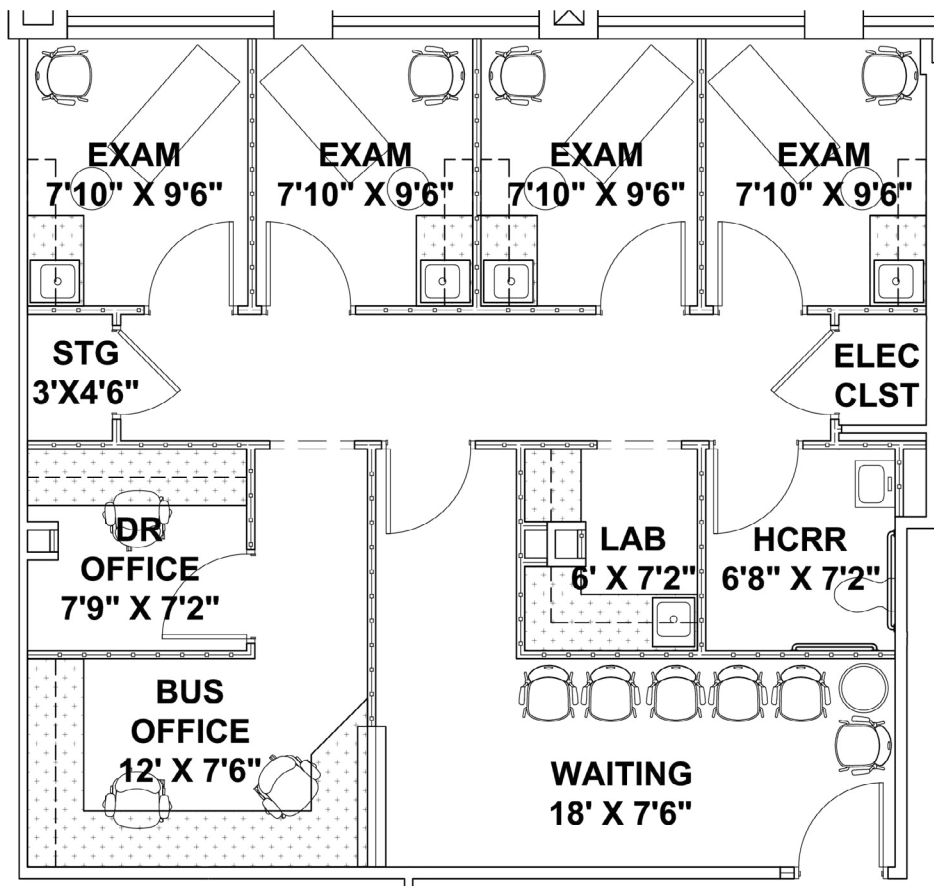 EXAM
7'10" X 9'6"
EXAM
7'10" X 9'6"
EXAM
7'10" X 9'6"
EXAM
7'10" X 9'6"
STG
3'X4'6"
ELEC
CLST
DR
OFFICE
7'9" X 7'2"
LAB
6' X 7'2"
HCRR
6'8" X 7'2"
BUS
OFFICE
12' X 7'6"
WAITING
18' X 7'6"